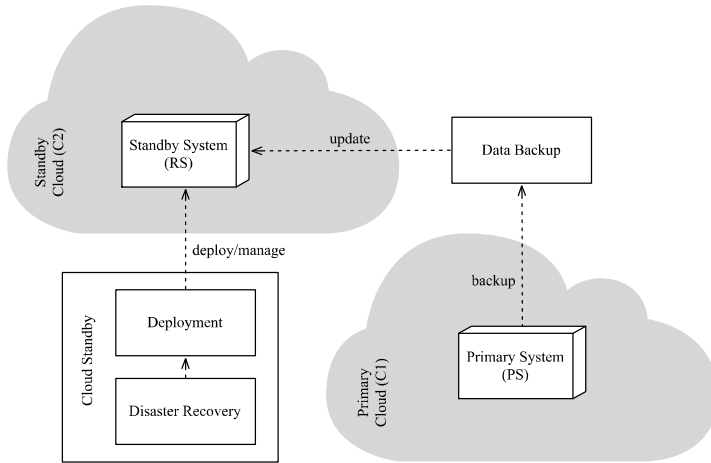 Standby
Cloud (C2)
Standby System
(RS)
update
Data Backup
deploy/manage
backup
Cloud Standby
Deployment
Disaster Recovery
Primary
Cloud (C1)
Primary System
(PS)